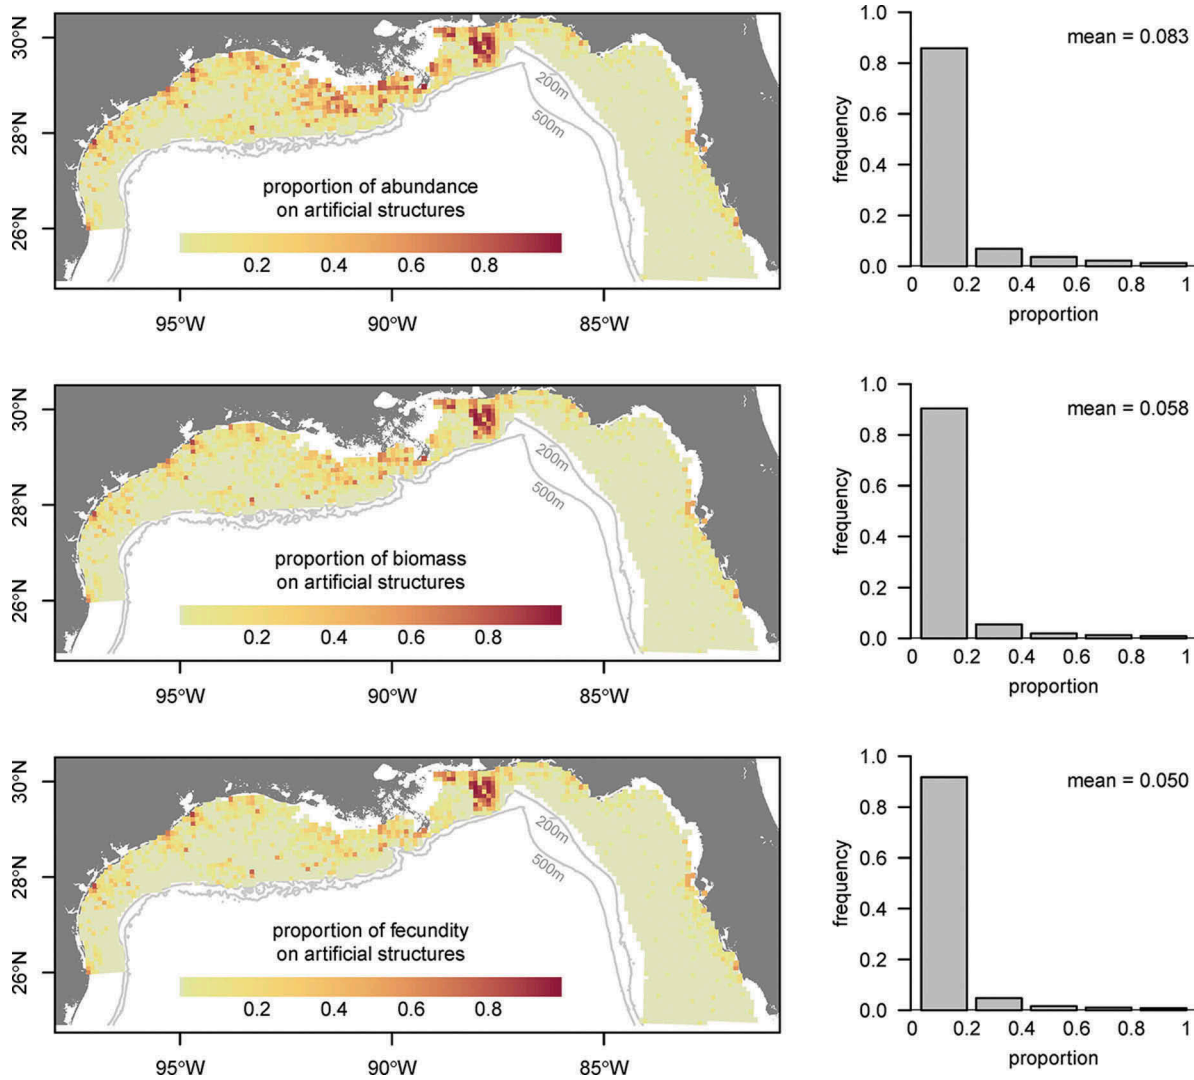 30°N
28°N
26°N
200m
500m
proportion of abundance
on artificial structures
0.2 0.4 0.6 0.8
95°W 90°W 85°W
mean = 0.083
frequency
1.0
0.8
0.6
0.4
0.2
0.0
0 0.2 0.4 0.6 0.8 1
proportion
30°N
28°N
26°N
200m
500m
proportion of biomass
on artificial structures
0.2 0.4 0.6 0.8
95°W 90°W 85°W
mean = 0.058
frequency
1.0
0.8
0.6
0.4
0.2
0.0
0 0.2 0.4 0.6 0.8 1
proportion
30°N
28°N
26°N
200m
500m
proportion of fecundity
on artificial structures
0.2 0.4 0.6 0.8
95°W 90°W 85°W
mean = 0.050
frequency
1.0
0.8
0.6
0.4
0.2
0.0
0 0.2 0.4 0.6 0.8 1
proportion